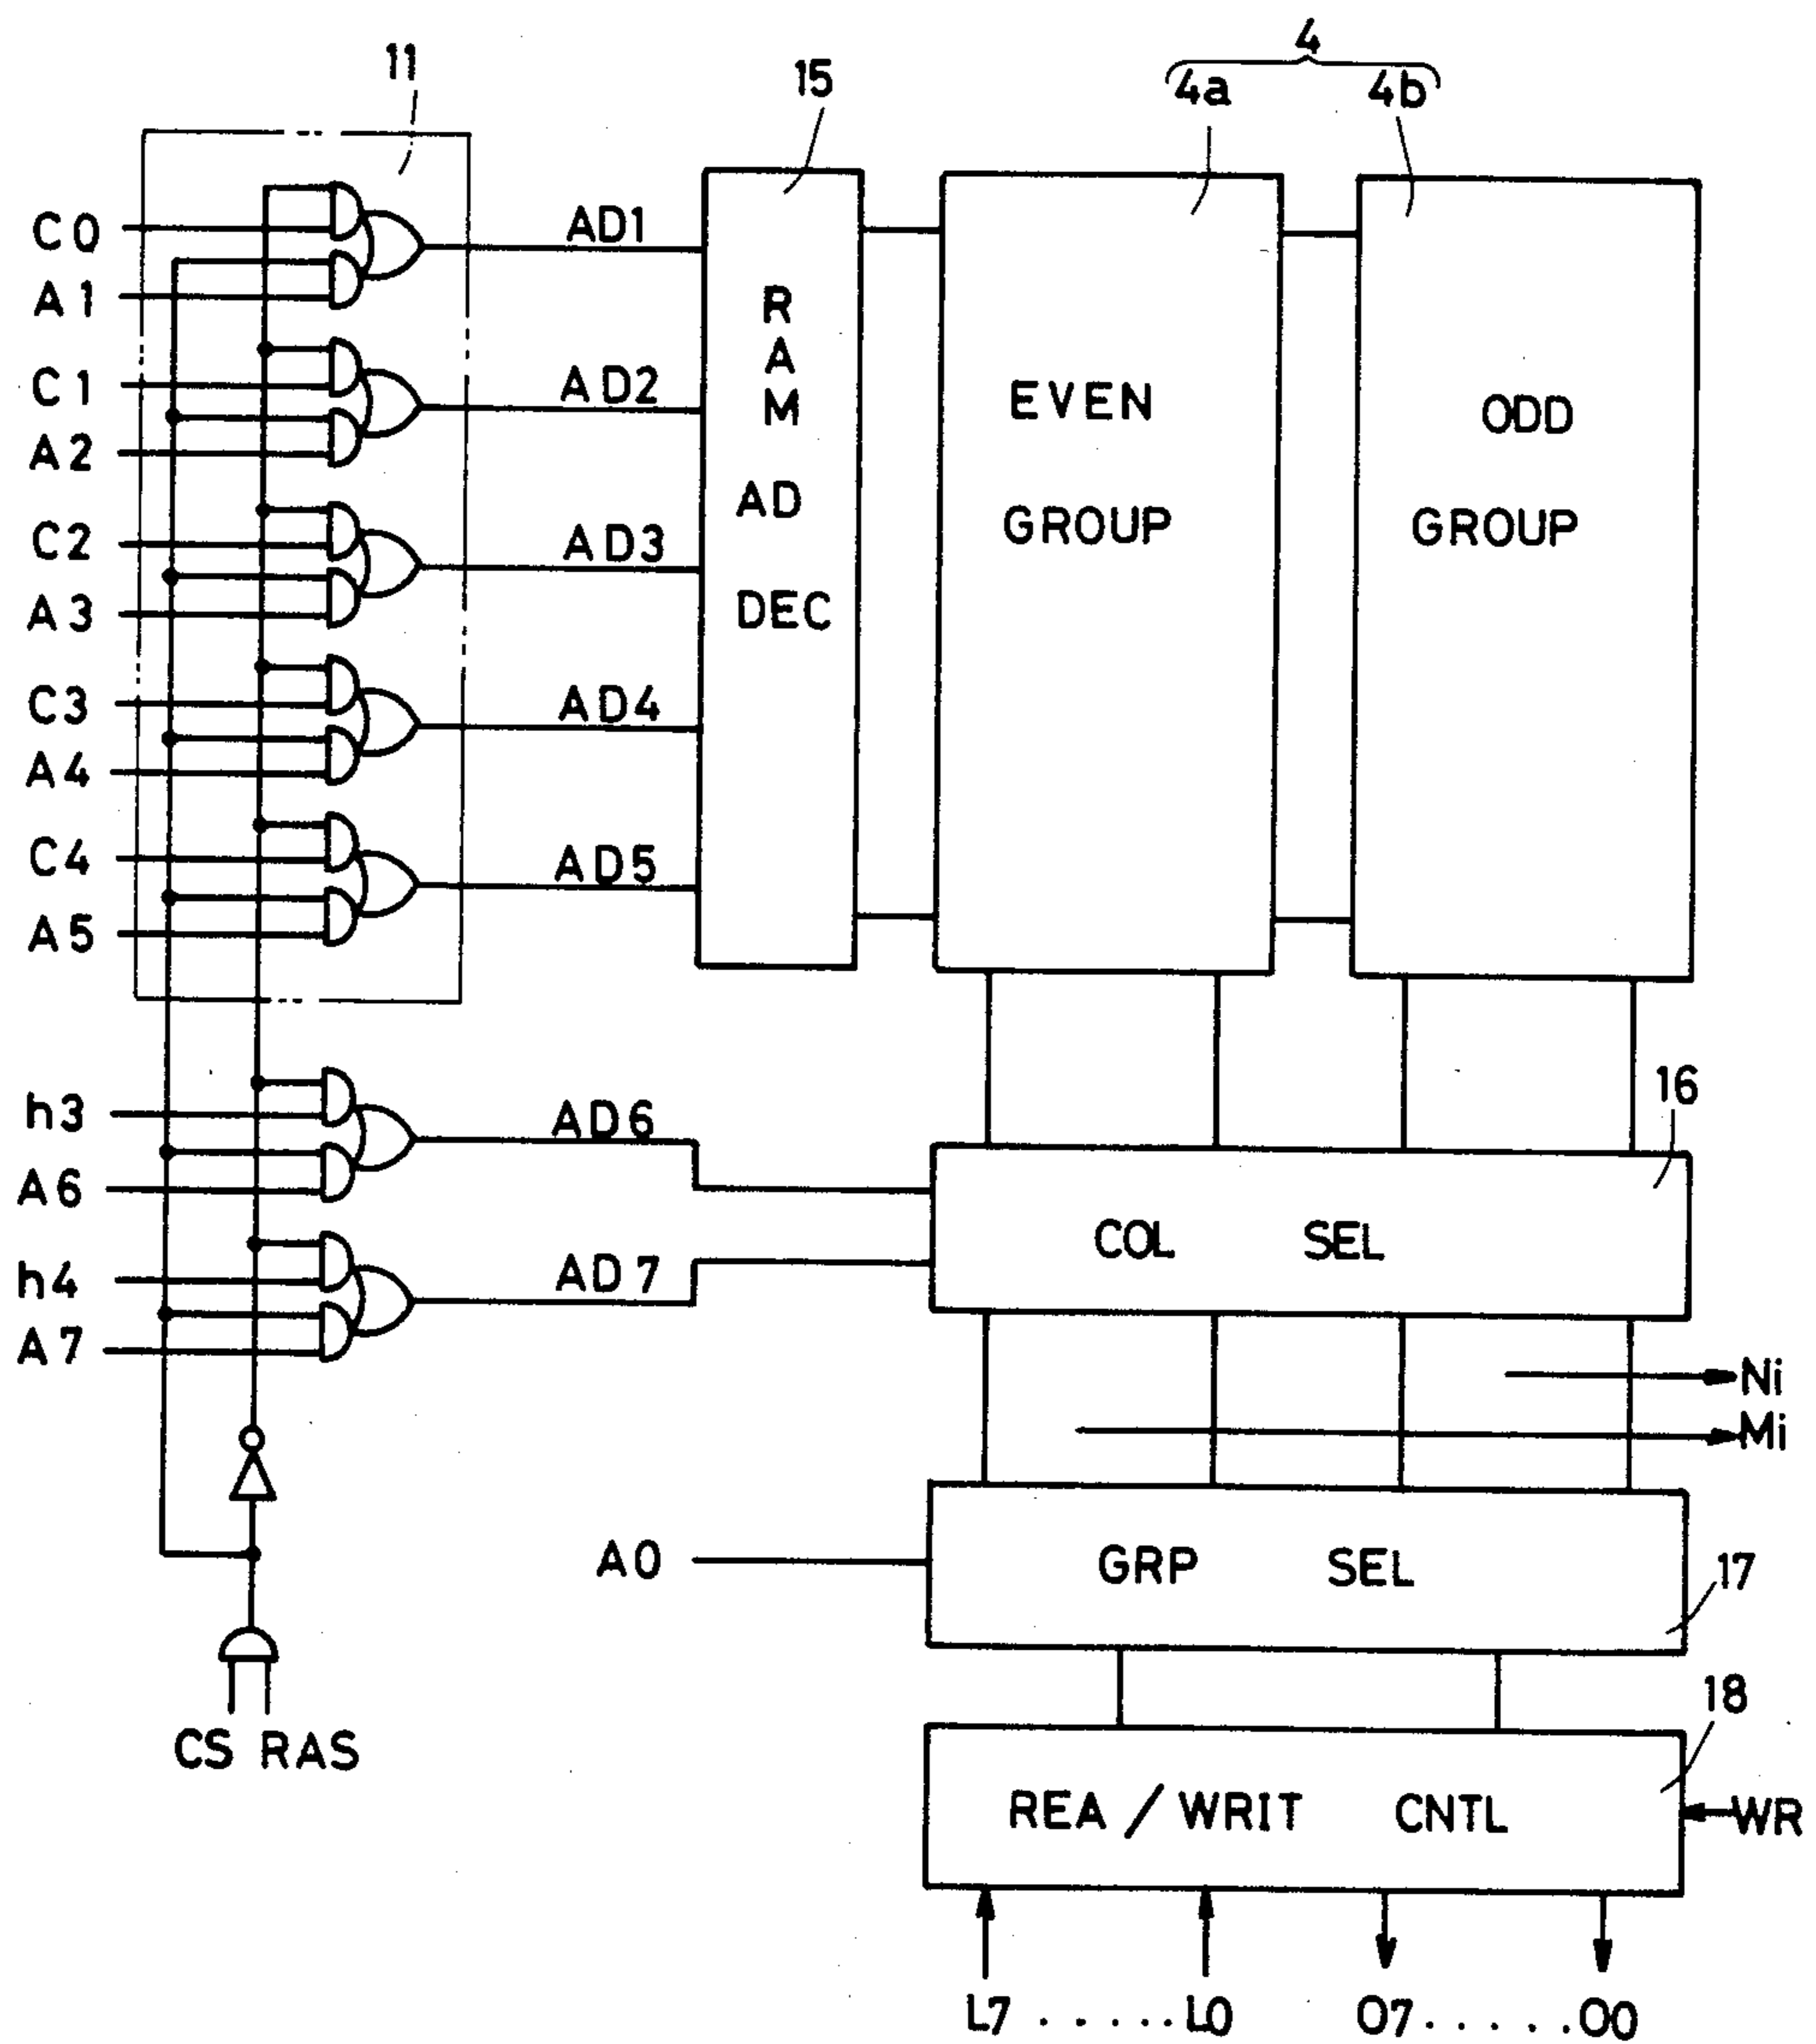 4
11
15
4a 4b
C0
AD1
A1
R
A
M
AD
DEC
C1
AD2
A2
EVEN
GROUP
ODD
GROUP
C2
AD3
A3
C3
AD4
A4
C4
AD5
A5
16
h3
AD6
A6
COL SEL
h4
AD7
A7
Ni
Mi
A0
GRP SEL
17
CS RAS
18
REA/WRIT CNTL
WR
L7 ..... L0 O7 ..... O0